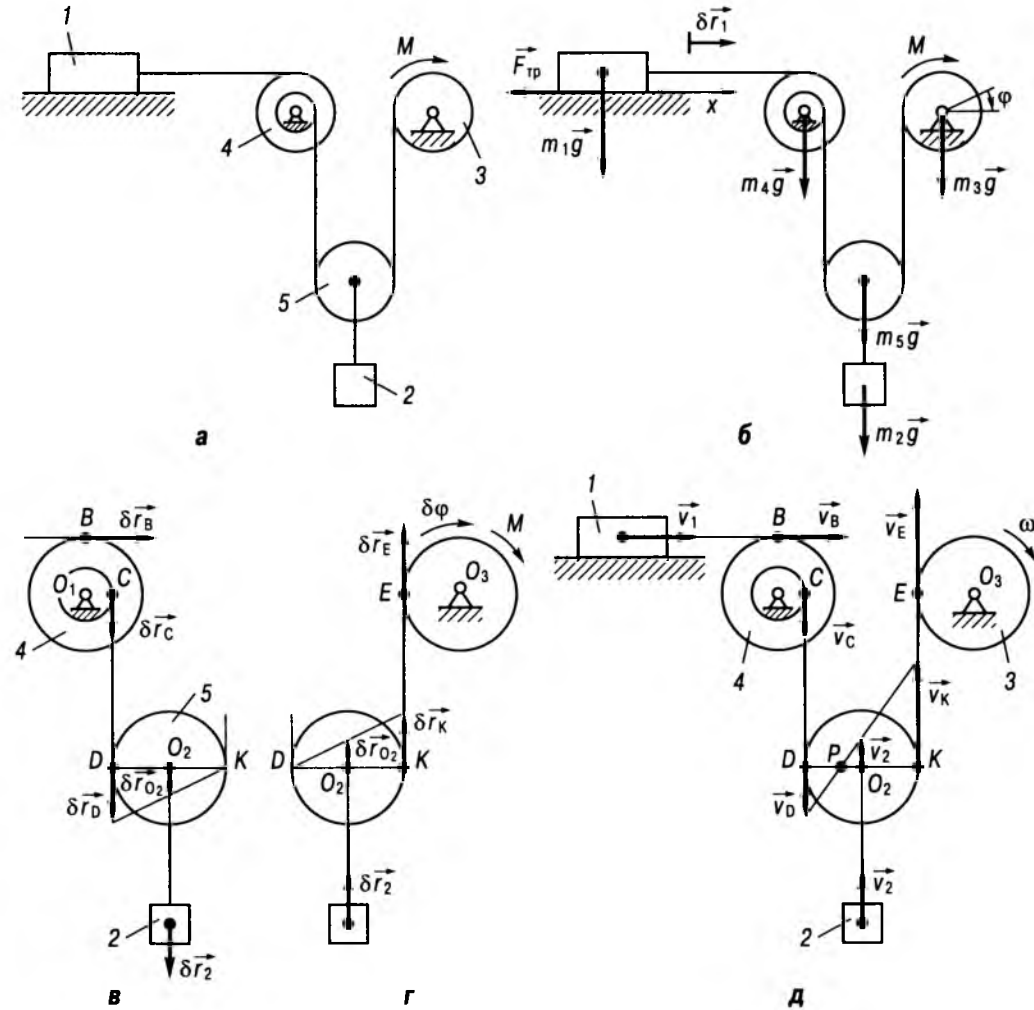 1
M
4
3
5
2
а
δr₁
F тр
x
M
φ
m₁g
m₄g
m₃g
m₅g
m₂g
б
B
δr_B
O₁
C
4
δr_C
5
D
O₂
K
δr_O₂
δr_D
2
δr₂
в
δφ
M
δr_E
E
O₃
δr_K
δr_O₂
D
O₂
K
δr₂
г
1
v₁
B
v_B
v_E
ω
C
E
O₃
4
v_C
3
v_K
D
P
v₂
K
O₂
v_D
2
v₂
д